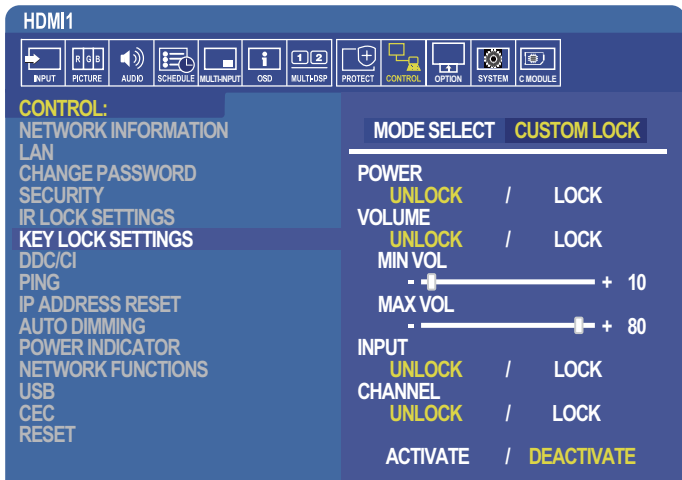 HDMI1
1 2
R G B
INPUT PICTURE AUDIO SCHEDULE MULTI-INPUT OSD MULTI-DSP PROTECT CONTROL OPTION SYSTEM C MODULE
CONTROL:
NETWORK INFORMATION
LAN
CHANGE PASSWORD
SECURITY
IR LOCK SETTINGS
KEY LOCK SETTINGS
DDC/CI
PING
IP ADDRESS RESET
AUTO DIMMING
POWER INDICATOR
NETWORK FUNCTIONS
USB
CEC
RESET
MODE SELECT CUSTOM LOCK
POWER
UNLOCK / LOCK
VOLUME
UNLOCK / LOCK
MIN VOL
- + 10
MAX VOL
- + 80
INPUT
UNLOCK / LOCK
CHANNEL
UNLOCK / LOCK
ACTIVATE / DEACTIVATE